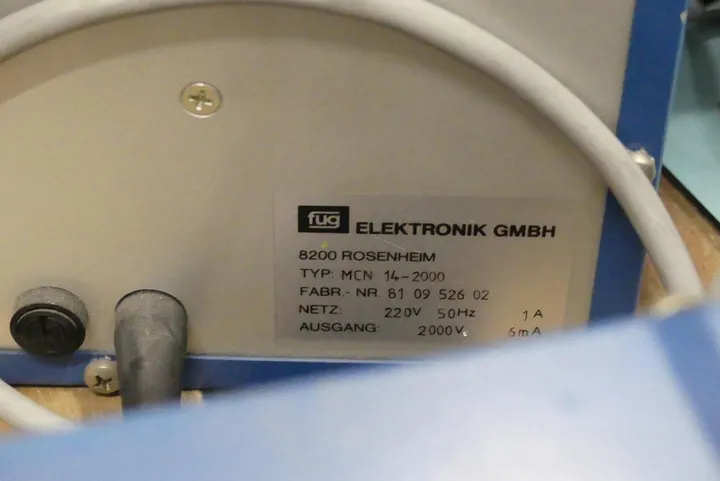 fug ELEKTRONIK GMBH
8200 ROSENHEIM
TYP: MCN 14-2000
FABR.- NR 81 09 526 02
NETZ: 220V 50Hz 1A
AUSGANG: 2000V 6mA